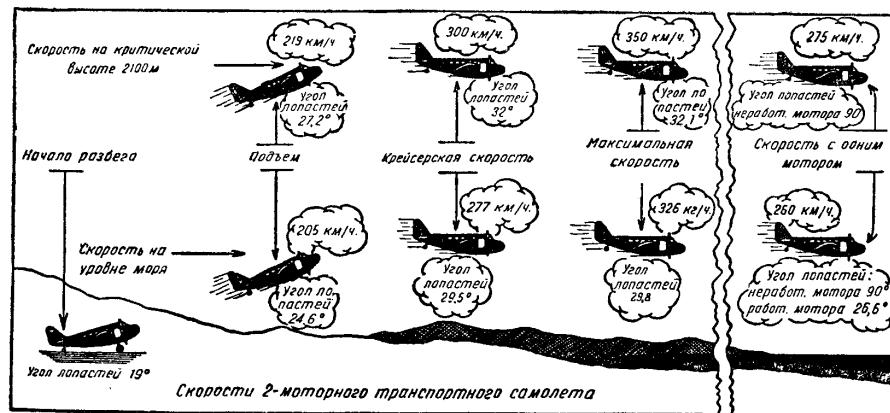 Скорость на критической
высоте 2100м
219 км/ч.
Угол
лопастей
27,2°
300 км/ч.
Угол
лопастей
32°
350 км/ч.
Угол ло
пастей
32,1°
275 км/ч.
Угол лопастей
неработ. мотора 90
Начало разбега
Подъем
Крейсерская скорость
Максимальная
скорость
Скорость с одним
мотором
Скорость на
уровне моря
205 км/ч.
Угол ло
пастей
24,6°
277 км/ч.
Угол
лопастей
29,5°
326 кг/ч.
Угол
лопастей
29,8
260 км/ч.
Угол лопастей:
неработ. мотора 90°
работ. мотора 26,6°
Угол лопастей 19°
Скорости 2-моторного транспортного самолета